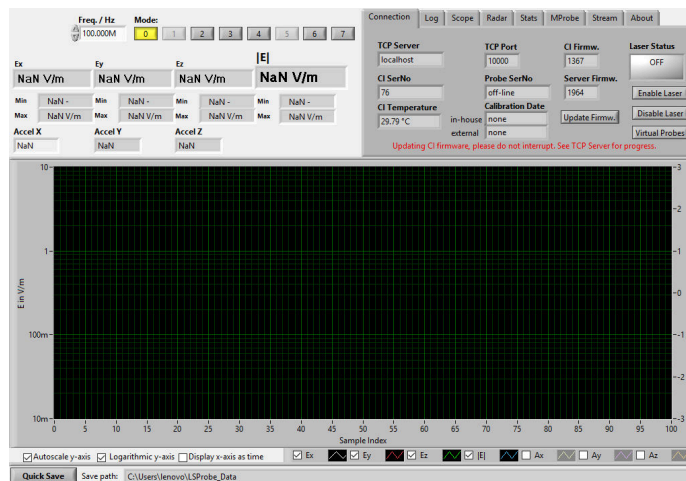 Freq. / Hz Mode:
100.000M 0 1 2 3 4 5 6 7
Ex Ey Ez |E|
NaN V/m NaN V/m NaN V/m NaN V/m
Min NaN - Min NaN - Min NaN - Min NaN -
Max NaN V/m Max NaN V/m Max NaN V/m Max NaN V/m
Accel X Accel Y Accel Z
NaN NaN NaN
Connection Log Scope Radar Stats MProbe Stream About
TCP Server TCP Port CI Firmw. Laser Status
localhost 10000 1367 OFF
CI SerNo Probe SerNo Server Firmw.
76 off-line 1964 Enable Laser
CI Temperature Calibration Date
29.79 °C in-house none Update Firmw. Disable Laser
external none Virtual Probes
Updating CI firmware, please do not interrupt. See TCP Server for progress.
10 3
2
1 1
E in V/m 0
100m -1
-2
10m -3
0 5 10 15 20 25 30 35 40 45 50 55 60 65 70 75 80 85 90 95 100
Sample Index
Autoscale y-axis Logarithmic y-axis Display x-axis as time Ex Ey Ez |E| Ax Ay Az
Quick Save Save path: C:\Users\lenovo\LSProbe_Data